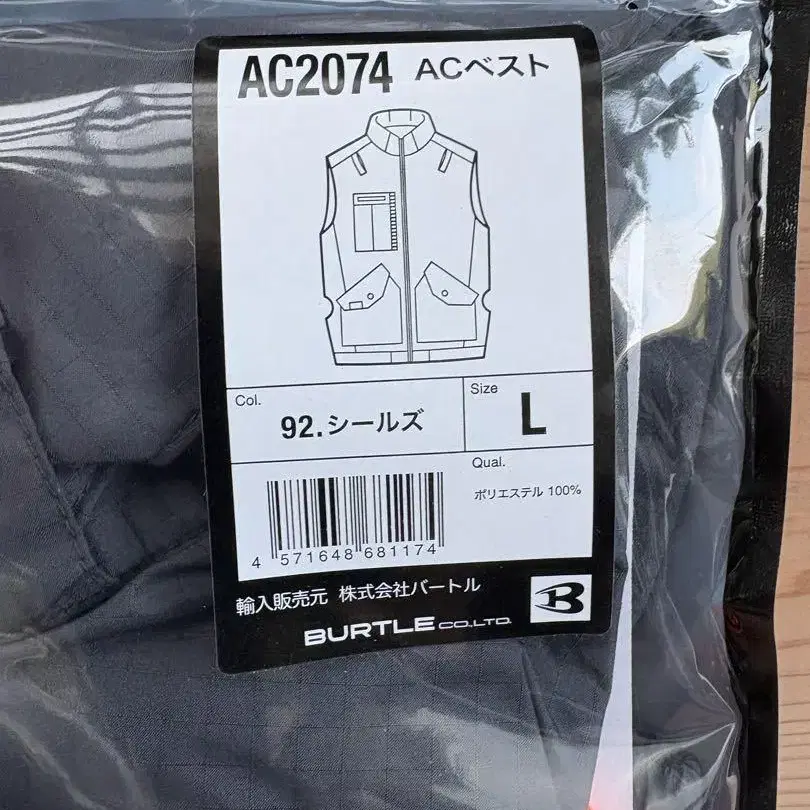 AC2074 ACベスト
Col.
92.シールズ
Size
L
Qual.
ポリエステル 100%
4 571648 681174
輸入販売元 株式会社バートル
BURTLE CO.LTD.